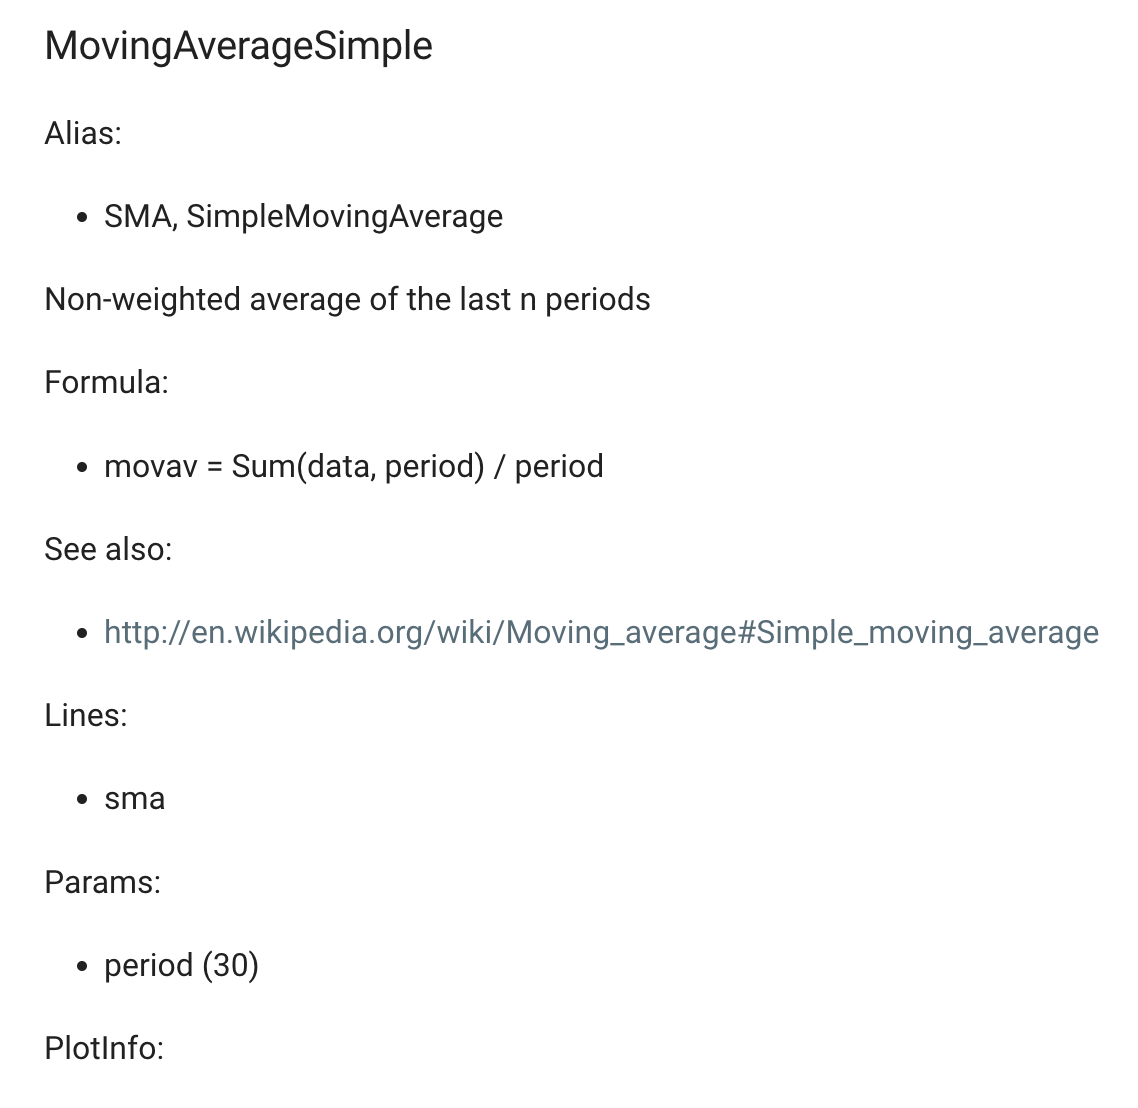 MovingAverageSimple
Alias:
• SMA, SimpleMovingAverage
Non-weighted average of the last n periods
Formula:
• movav = Sum(data, period) / period
See also:
• http://en.wikipedia.org/wiki/Moving_average#Simple_moving_average
Lines:
• sma
Params:
• period (30)
PlotInfo: